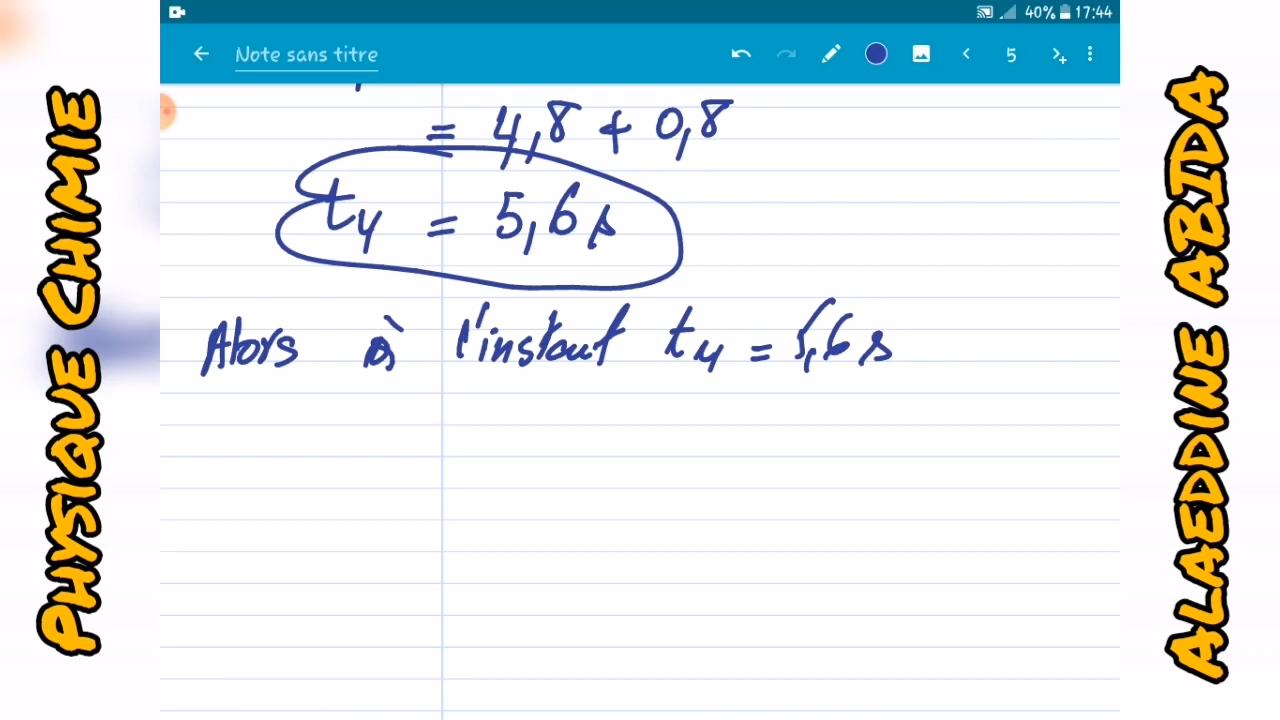 40% 17:44
Note sans titre
5
= 4,8 + 0,8
t4 = 5,6 s
Alors à l'instant t4 = 5,6 s
PHYSIQUE CHIMIE
ALAEDDINE ABIDA